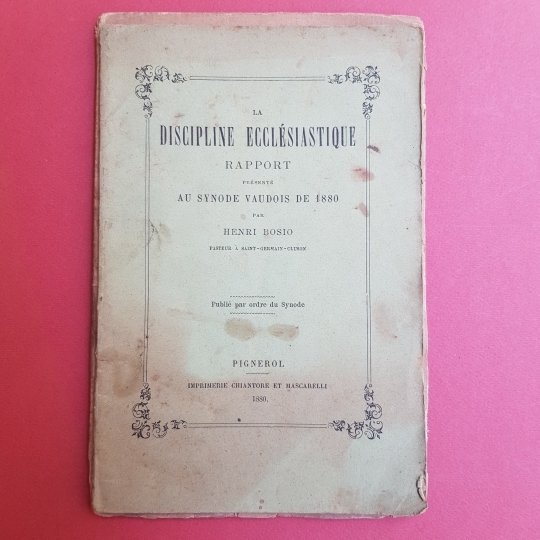 LA
DISCIPLINE ECCLÉSIASTIQUE
RAPPORT
PRÉSENTÉ
AU SYNODE VAUDOIS DE 1880
PAR
HENRI BOSIO
PASTEUR À SAINT-GERMAIN-CLUSON
Publié par ordre du Synode
PIGNEROL
IMPRIMERIE CHIANTORE ET MASCARELLI
1880.